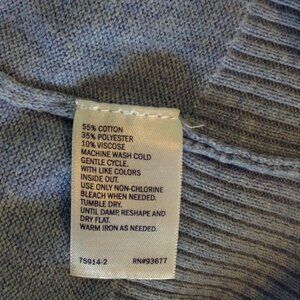 55% COTTON
35% POLYESTER
10% VISCOSE
MACHINE WASH COLD
GENTLE CYCLE.
WITH LIKE COLORS
INSIDE OUT.
USE ONLY NON-CHLORINE
BLEACH WHEN NEEDED.
TUMBLE DRY.
UNTIL DAMP, RESHAPE AND
DRY FLAT.
WARM IRON AS NEEDED.
75914-2 RN#93677